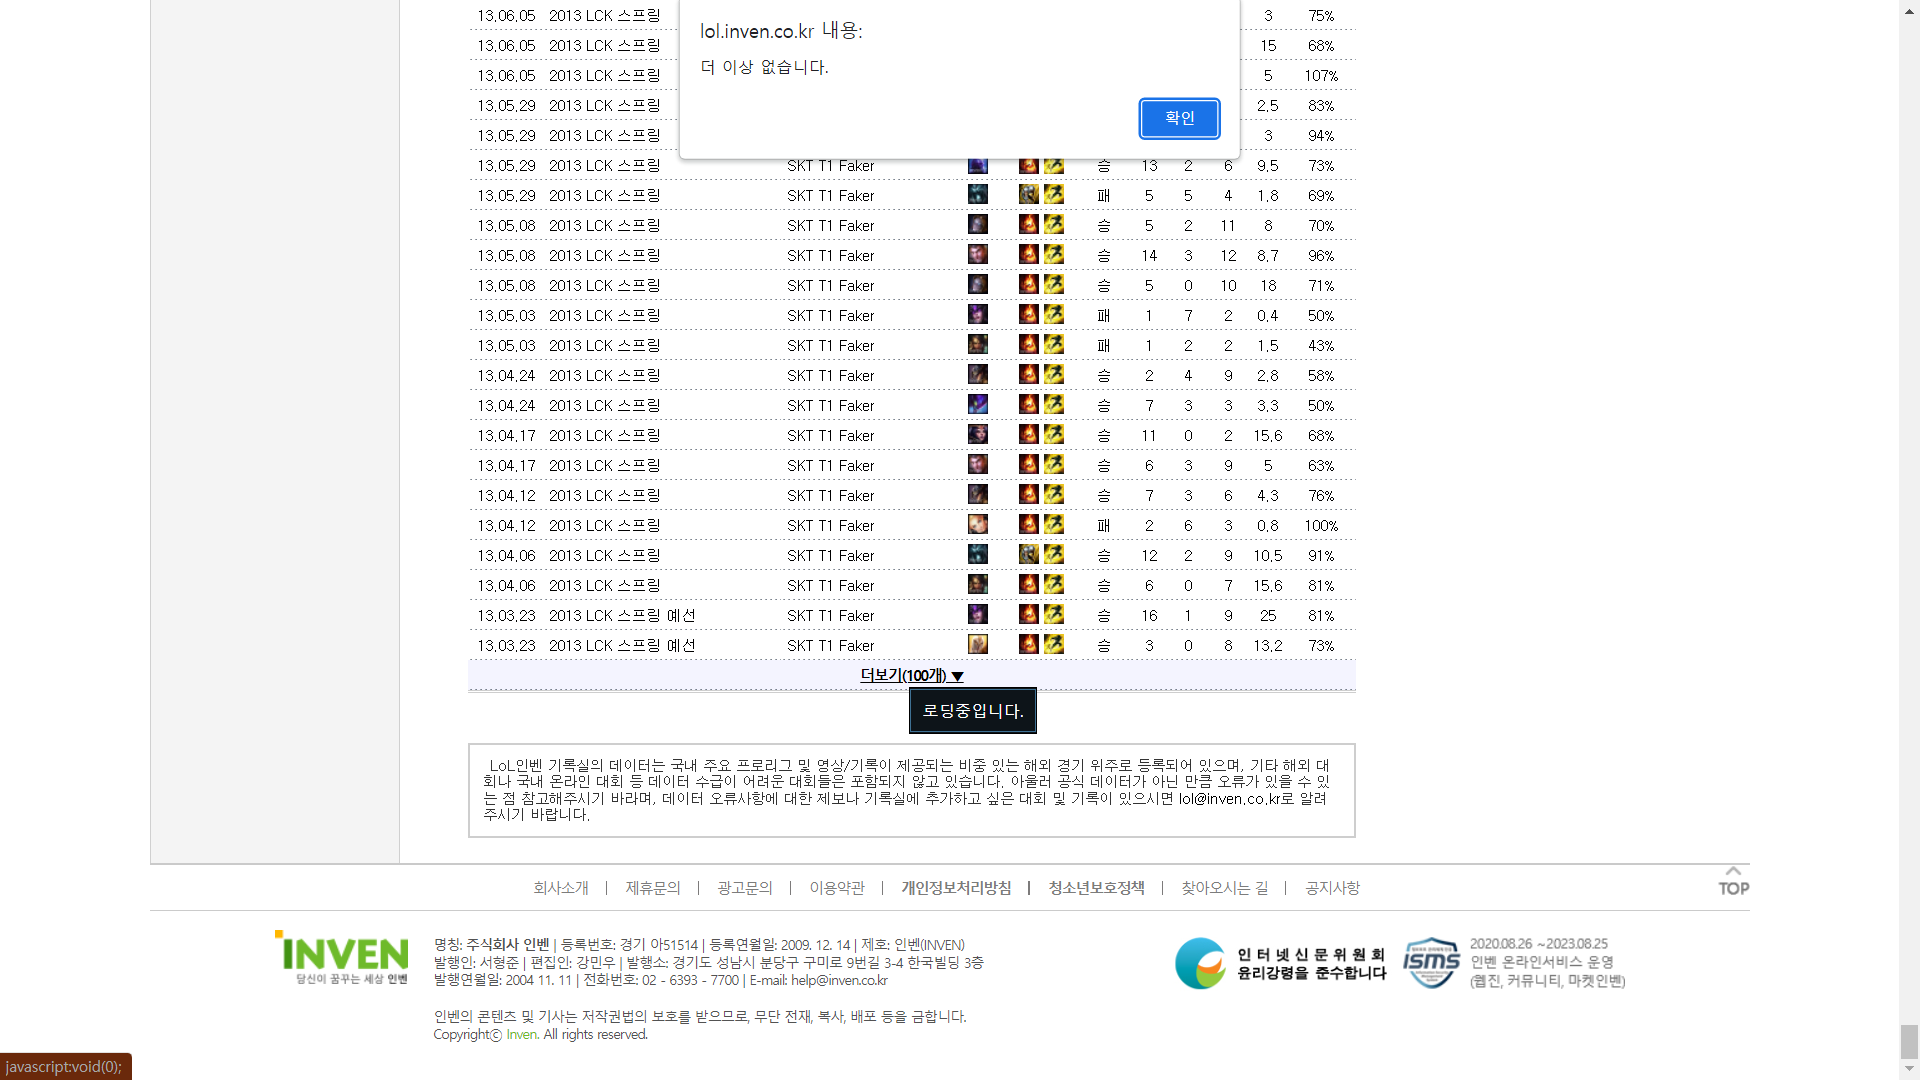 lol.inven.co.kr 내용:
더 이상 없습니다.
확인
13.06.05 2013 LCK 스프링 3 75%
13.06.05 2013 LCK 스프링 15 68%
13.06.05 2013 LCK 스프링 5 107%
13.05.29 2013 LCK 스프링 2.5 83%
13.05.29 2013 LCK 스프링 3 94%
13.05.29 2013 LCK 스프링 SKT T1 Faker 승 13 2 6 9.5 73%
13.05.29 2013 LCK 스프링 SKT T1 Faker 패 5 5 4 1.8 69%
13.05.08 2013 LCK 스프링 SKT T1 Faker 승 5 2 11 8 70%
13.05.08 2013 LCK 스프링 SKT T1 Faker 승 14 3 12 8.7 96%
13.05.08 2013 LCK 스프링 SKT T1 Faker 승 5 0 10 18 71%
13.05.03 2013 LCK 스프링 SKT T1 Faker 패 1 7 2 0.4 50%
13.05.03 2013 LCK 스프링 SKT T1 Faker 패 1 2 2 1.5 43%
13.04.24 2013 LCK 스프링 SKT T1 Faker 승 2 4 9 2.8 58%
13.04.24 2013 LCK 스프링 SKT T1 Faker 승 7 3 3 3.3 50%
13.04.17 2013 LCK 스프링 SKT T1 Faker 승 11 0 2 15.6 68%
13.04.17 2013 LCK 스프링 SKT T1 Faker 승 6 3 9 5 63%
13.04.12 2013 LCK 스프링 SKT T1 Faker 승 7 3 6 4.3 76%
13.04.12 2013 LCK 스프링 SKT T1 Faker 패 2 6 3 0.8 100%
13.04.06 2013 LCK 스프링 SKT T1 Faker 승 12 2 9 10.5 91%
13.04.06 2013 LCK 스프링 SKT T1 Faker 승 6 0 7 15.6 81%
13.03.23 2013 LCK 스프링 예선 SKT T1 Faker 승 16 1 9 25 81%
13.03.23 2013 LCK 스프링 예선 SKT T1 Faker 승 3 0 8 13.2 73%
더보기(100개) ▼
로딩중입니다.
LoL인벤 기록실의 데이터는 국내 주요 프로리그 및 영상/기록이 제공되는 비중 있는 해외 경기 위주로 등록되어 있으며, 기타 해외 대
회나 국내 온라인 대회 등 데이터 수급이 어려운 대회들은 포함되지 않고 있습니다. 아울러 공식 데이터가 아닌 만큼 오류가 있을 수 있
는 점 참고해주시기 바라며, 데이터 오류사항에 대한 제보나 기록실에 추가하고 싶은 대회 및 기록이 있으시면 lol@inven.co.kr로 알려
주시기 바랍니다.
회사소개 | 제휴문의 | 광고문의 | 이용약관 | 개인정보처리방침 | 청소년보호정책 | 찾아오시는 길 | 공지사항
TOP
INVEN
당신이 꿈꾸는 세상 인벤
명칭: 주식회사 인벤 | 등록번호: 경기 아51514 | 등록연월일: 2009. 12. 14 | 제호: 인벤(INVEN)
발행인: 서형준 | 편집인: 강민우 | 발행소: 경기도 성남시 분당구 구미로 9번길 3-4 한국빌딩 3층
발행연월일: 2004 11. 11 | 전화번호: 02 - 6393 - 7700 | E-mail: help@inven.co.kr
인벤의 콘텐츠 및 기사는 저작권법의 보호를 받으므로, 무단 전재, 복사, 배포 등을 금합니다.
Copyrightⓒ Inven. All rights reserved.
인터넷신문위원회
윤리강령을 준수합니다
ISMS
2020.08.26 ~2023.08.25
인벤 온라인서비스 운영
(웹진, 커뮤니티, 마켓인벤)
javascript:void(0);